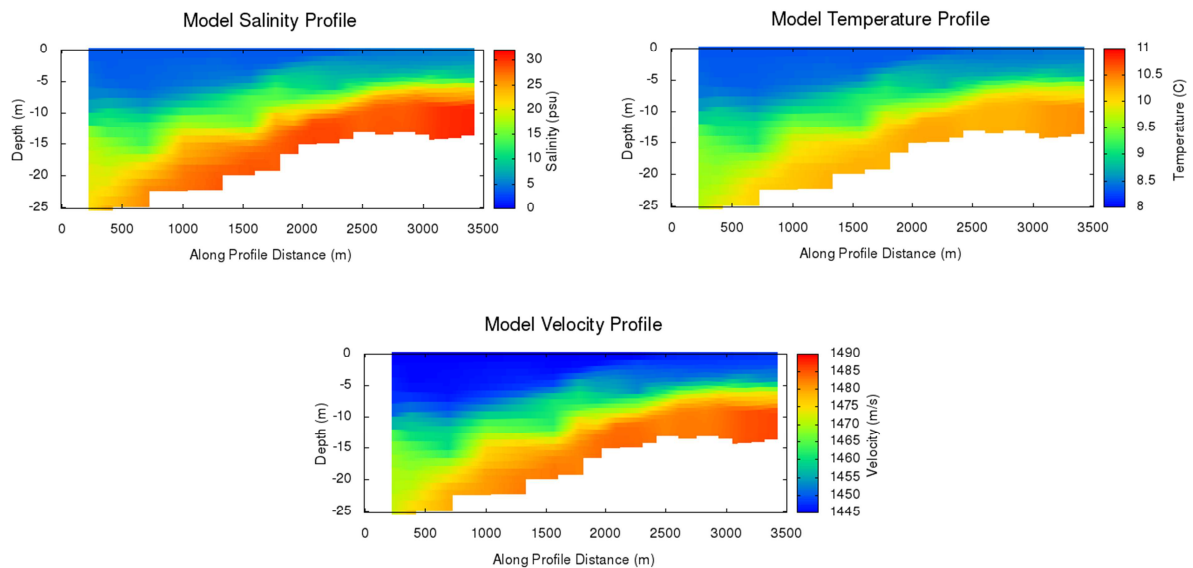 Model Salinity Profile
0
-5
-10
-15
-20
-25
Depth (m)
0 500 1000 1500 2000 2500 3000 3500
Along Profile Distance (m)
30
25
20
15
10
5
0
Salinity (psu)
Model Temperature Profile
0
-5
-10
-15
-20
-25
Depth (m)
0 500 1000 1500 2000 2500 3000 3500
Along Profile Distance (m)
11
10.5
10
9.5
9
8.5
8
Temperature (C)
Model Velocity Profile
0
-5
-10
-15
-20
-25
Depth (m)
0 500 1000 1500 2000 2500 3000 3500
Along Profile Distance (m)
1490
1485
1480
1475
1470
1465
1460
1455
1450
1445
Velocity (m/s)